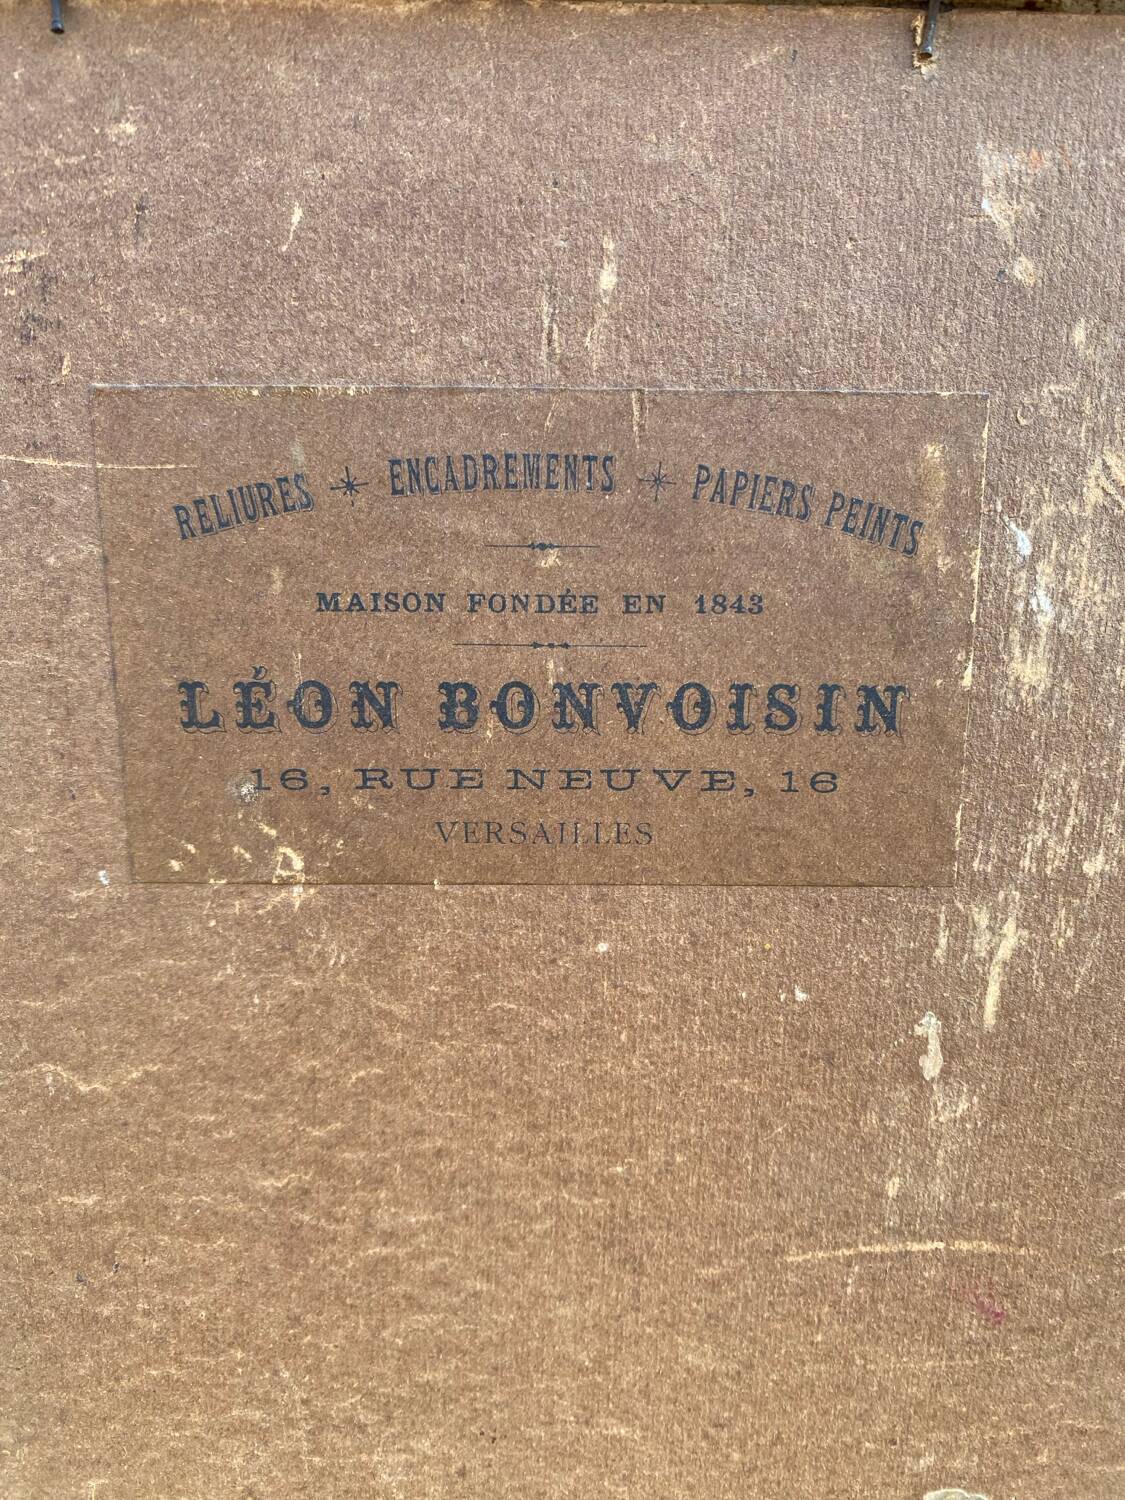 RELIURES * ENCADREMENTS * PAPIERS PEINTS
MAISON FONDÉE EN 1843
LÉON BONVOISIN
16, RUE NEUVE, 16
VERSAILLES